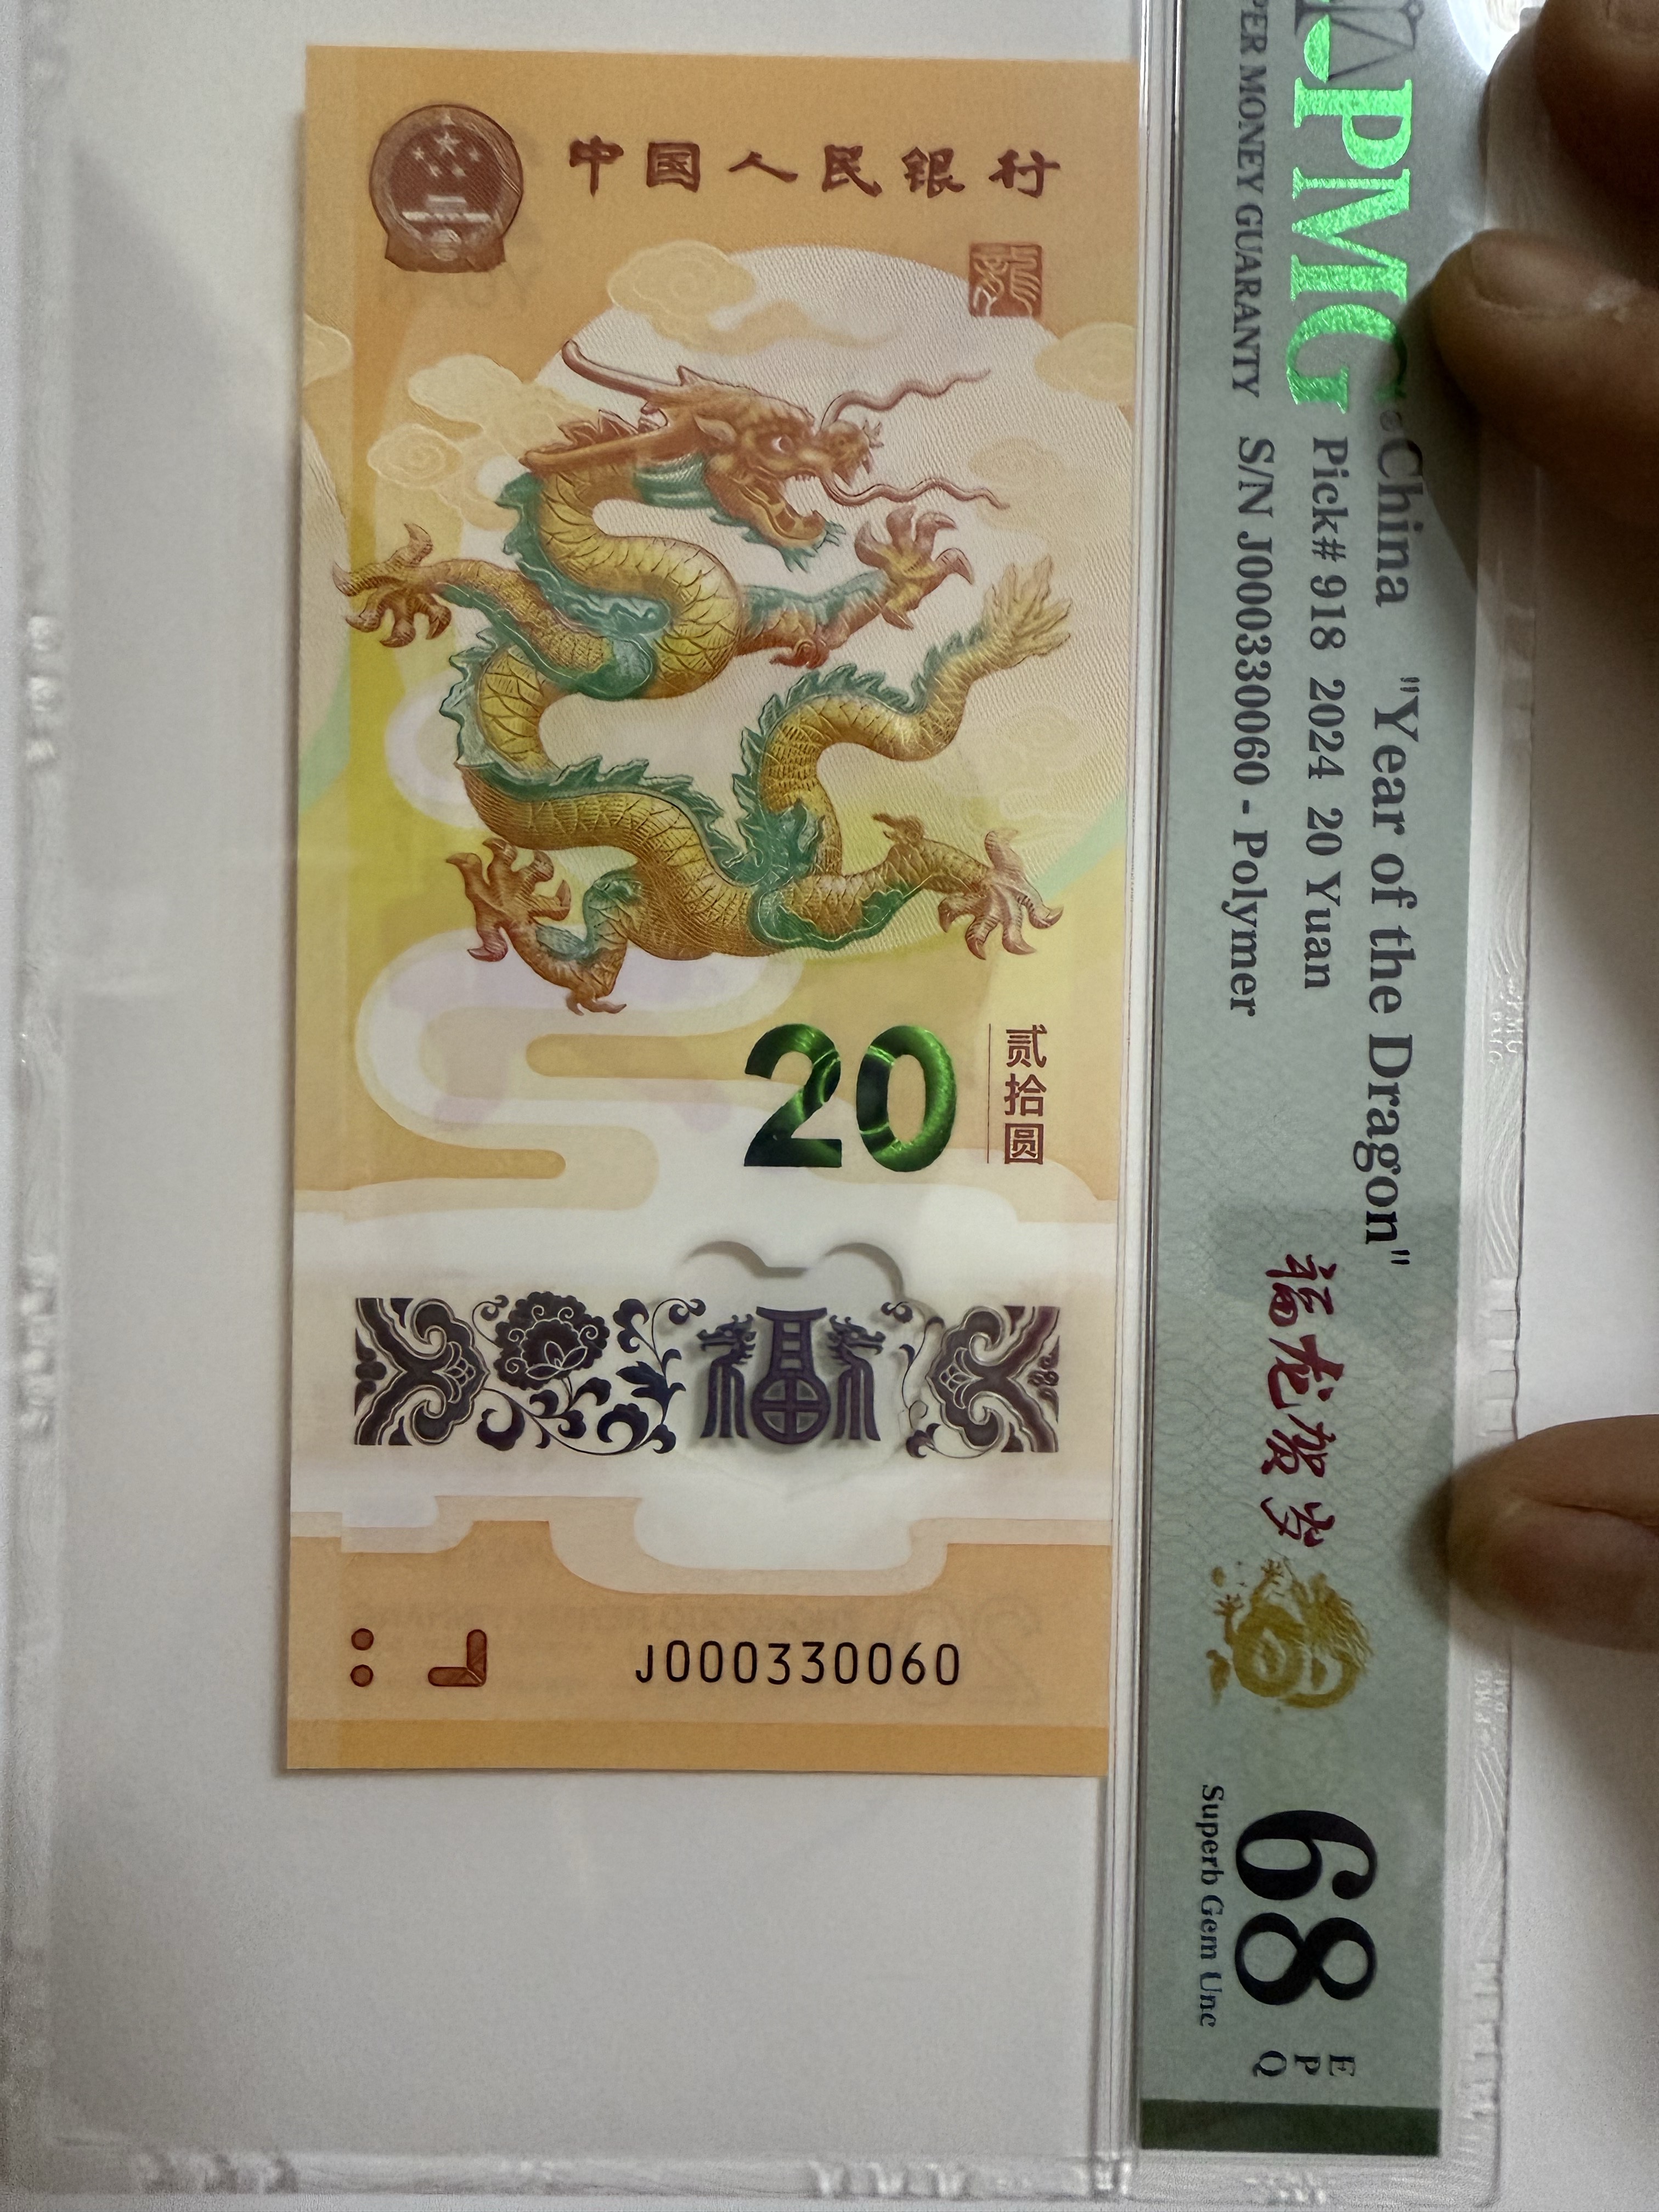 中国人民银行
龍
20
贰拾圆
J000330060
PMG
PER MONEY GUARANTY
China "Year of the Dragon"
Pick# 918 2024 20 Yuan
S/N J000330060 - Polymer
福龙贺岁
68
EPQ
Superb Gem Unc